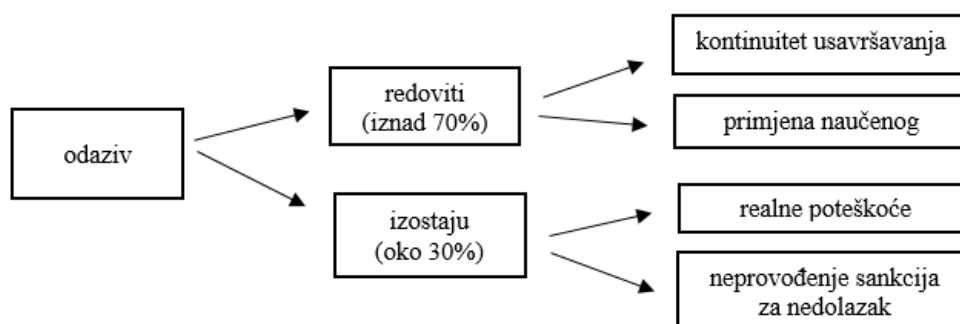 odaziv
redoviti
(iznad 70%)
izostaju
(oko 30%)
kontinuitet usavršavanja
primjena naučenog
realne poteškoće
neprovođenje sankcija
za nedolazak